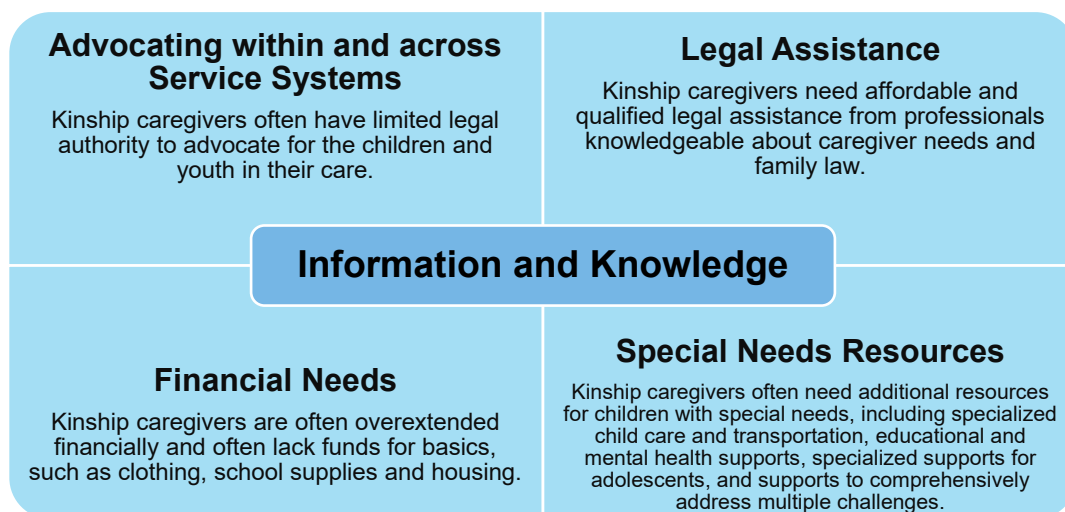 Advocating within and across
Service Systems
Kinship caregivers often have limited legal
authority to advocate for the children and
youth in their care.
Legal Assistance
Kinship caregivers need affordable and
qualified legal assistance from professionals
knowledgeable about caregiver needs and
family law.
Information and Knowledge
Financial Needs
Kinship caregivers are often overextended
financially and often lack funds for basics,
such as clothing, school supplies and housing.
Special Needs Resources
Kinship caregivers often need additional resources
for children with special needs, including specialized
child care and transportation, educational and
mental health supports, specialized supports for
adolescents, and supports to comprehensively
address multiple challenges.